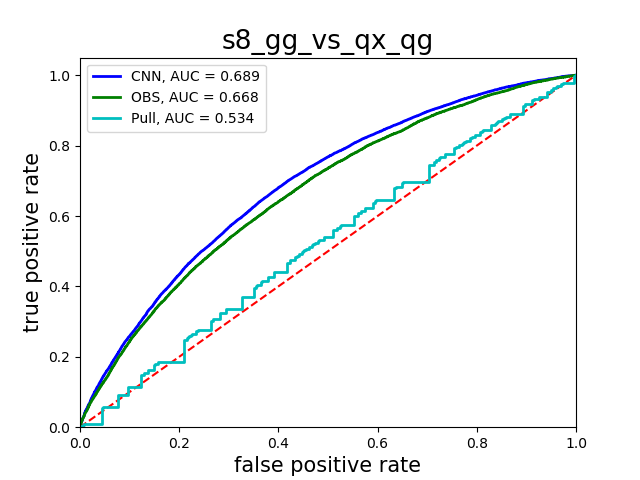 s8_gg_vs_qx_qg
CNN, AUC = 0.689
OBS, AUC = 0.668
Pull, AUC = 0.534
true positive rate
1.0
0.8
0.6
0.4
0.2
0.0
0.0 0.2 0.4 0.6 0.8 1.0
false positive rate